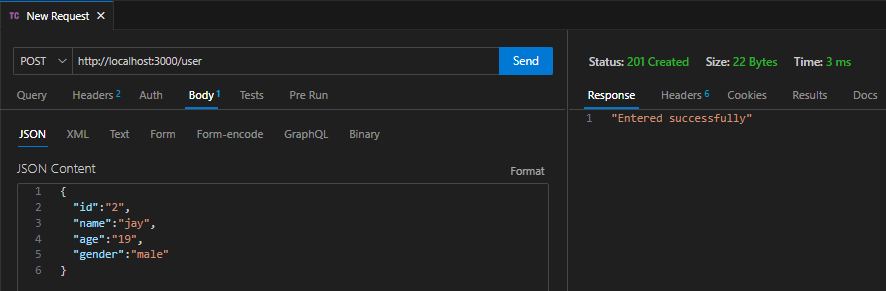 TC New Request ×
POST http://localhost:3000/user Send
Query Headers 2 Auth Body 1 Tests Pre Run
JSON XML Text Form Form-encode GraphQL Binary
JSON Content Format
1 {
2 "id":"2",
3 "name":"jay",
4 "age":"19",
5 "gender":"male"
6 }
Status: 201 Created Size: 22 Bytes Time: 3 ms
Response Headers 6 Cookies Results Docs
1 "Entered successfully"